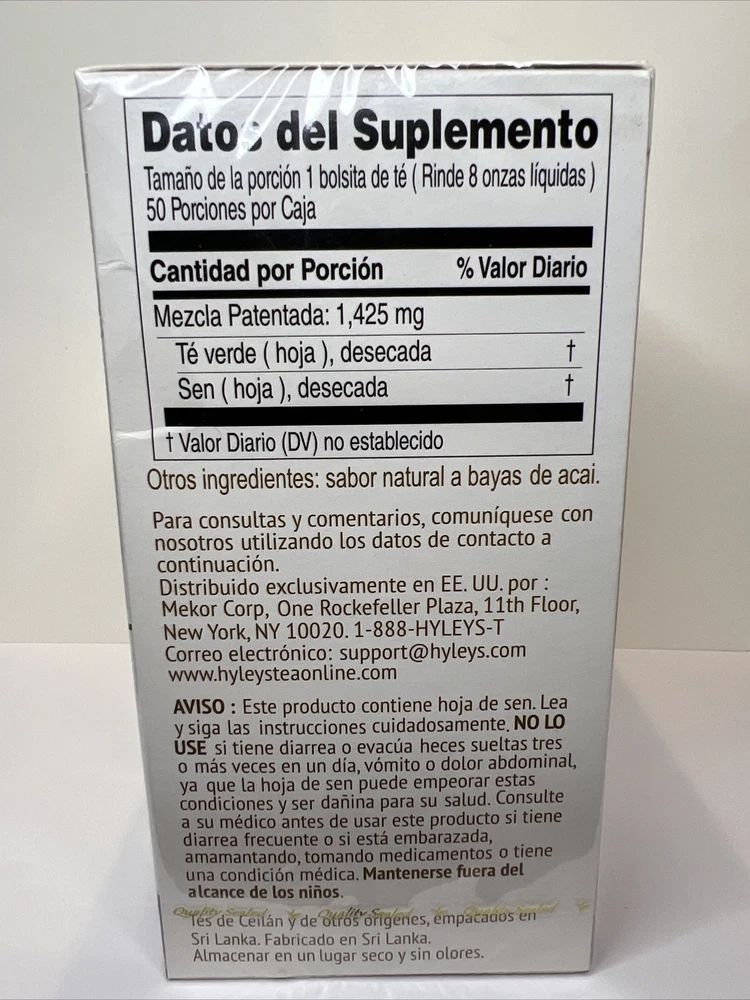 Datos del Suplemento
Tamaño de la porción 1 bolsita de té ( Rinde 8 onzas líquidas )
50 Porciones por Caja
Cantidad por Porción % Valor Diario
Mezcla Patentada: 1,425 mg
Té verde ( hoja ), desecada †
Sen ( hoja ), desecada †
† Valor Diario (DV) no establecido
Otros ingredientes: sabor natural a bayas de acai.
Para consultas y comentarios, comuníquese con
nosotros utilizando los datos de contacto a
continuación.
Distribuido exclusivamente en EE. UU. por :
Mekor Corp, One Rockefeller Plaza, 11th Floor,
New York, NY 10020. 1-888-HYLEYS-T
Correo electrónico: support@hyleys.com
www.hyleysteaonline.com
AVISO : Este producto contiene hoja de sen. Lea
y siga las instrucciones cuidadosamente. NO LO
USE si tiene diarrea o evacúa heces sueltas tres
o más veces en un día, vómito o dolor abdominal,
ya que la hoja de sen puede empeorar estas
condiciones y ser dañina para su salud. Consulte
a su médico antes de usar este producto si tiene
diarrea frecuente o si está embarazada,
amamantando, tomando medicamentos o tiene
una condición médica. Mantenerse fuera del
alcance de los niños.
Quality Sealed Quality Sealed Quality Sealed
Tés de Ceilán y de otros orígenes, empacados en
Sri Lanka. Fabricado en Sri Lanka.
Almacenar en un lugar seco y sin olores.